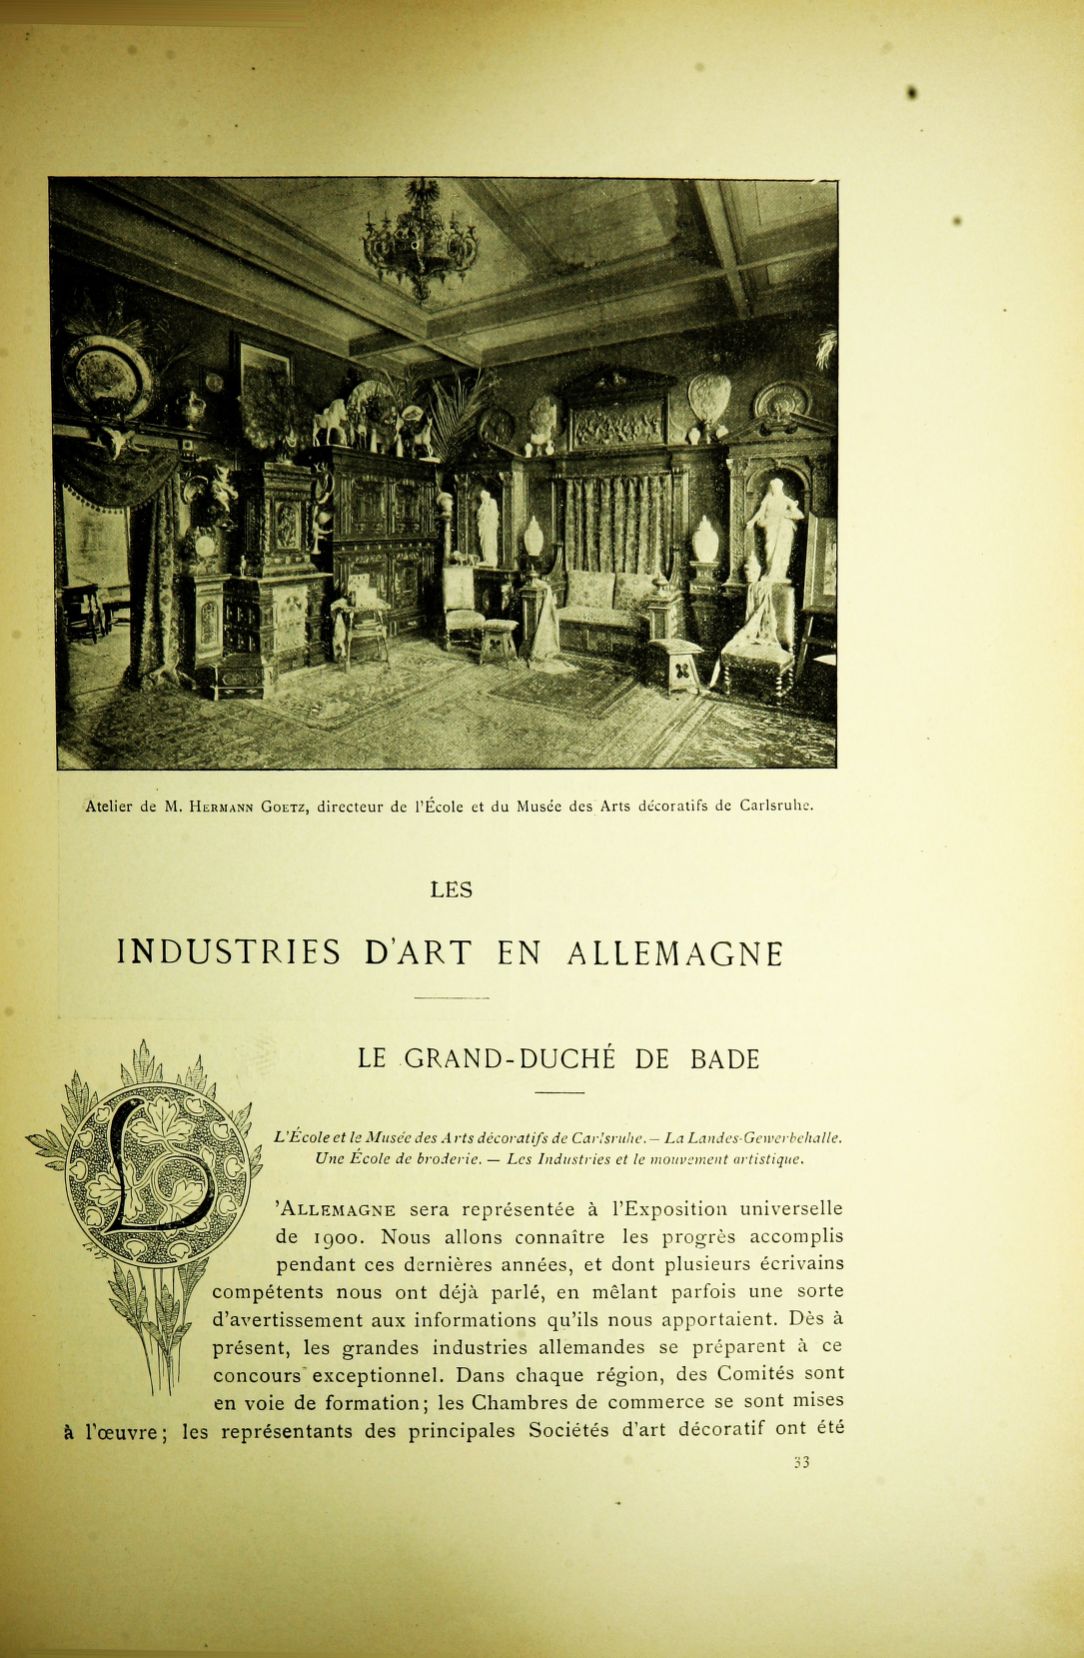 Atelier de M. Hermann Goetz, directeur de l'École et du Musée des Arts décoratifs de Carlsruhe.
LES
INDUSTRIES D'ART EN ALLEMAGNE
LE GRAND-DUCHÉ DE BADE
L'École et le Musée des Arts décoratifs de Carlsruhe. — La Landes-Gewerbehalle.
Une École de broderie. — Les Industries et le mouvement artistique.
L'Allemagne sera représentée à l'Exposition universelle
de 1900. Nous allons connaître les progrès accomplis
pendant ces dernières années, et dont plusieurs écrivains
compétents nous ont déjà parlé, en mêlant parfois une sorte
d'avertissement aux informations qu'ils nous apportaient. Dès à
présent, les grandes industries allemandes se préparent à ce
concours exceptionnel. Dans chaque région, des Comités sont
en voie de formation; les Chambres de commerce se sont mises
à l'œuvre; les représentants des principales Sociétés d'art décoratif ont été
33